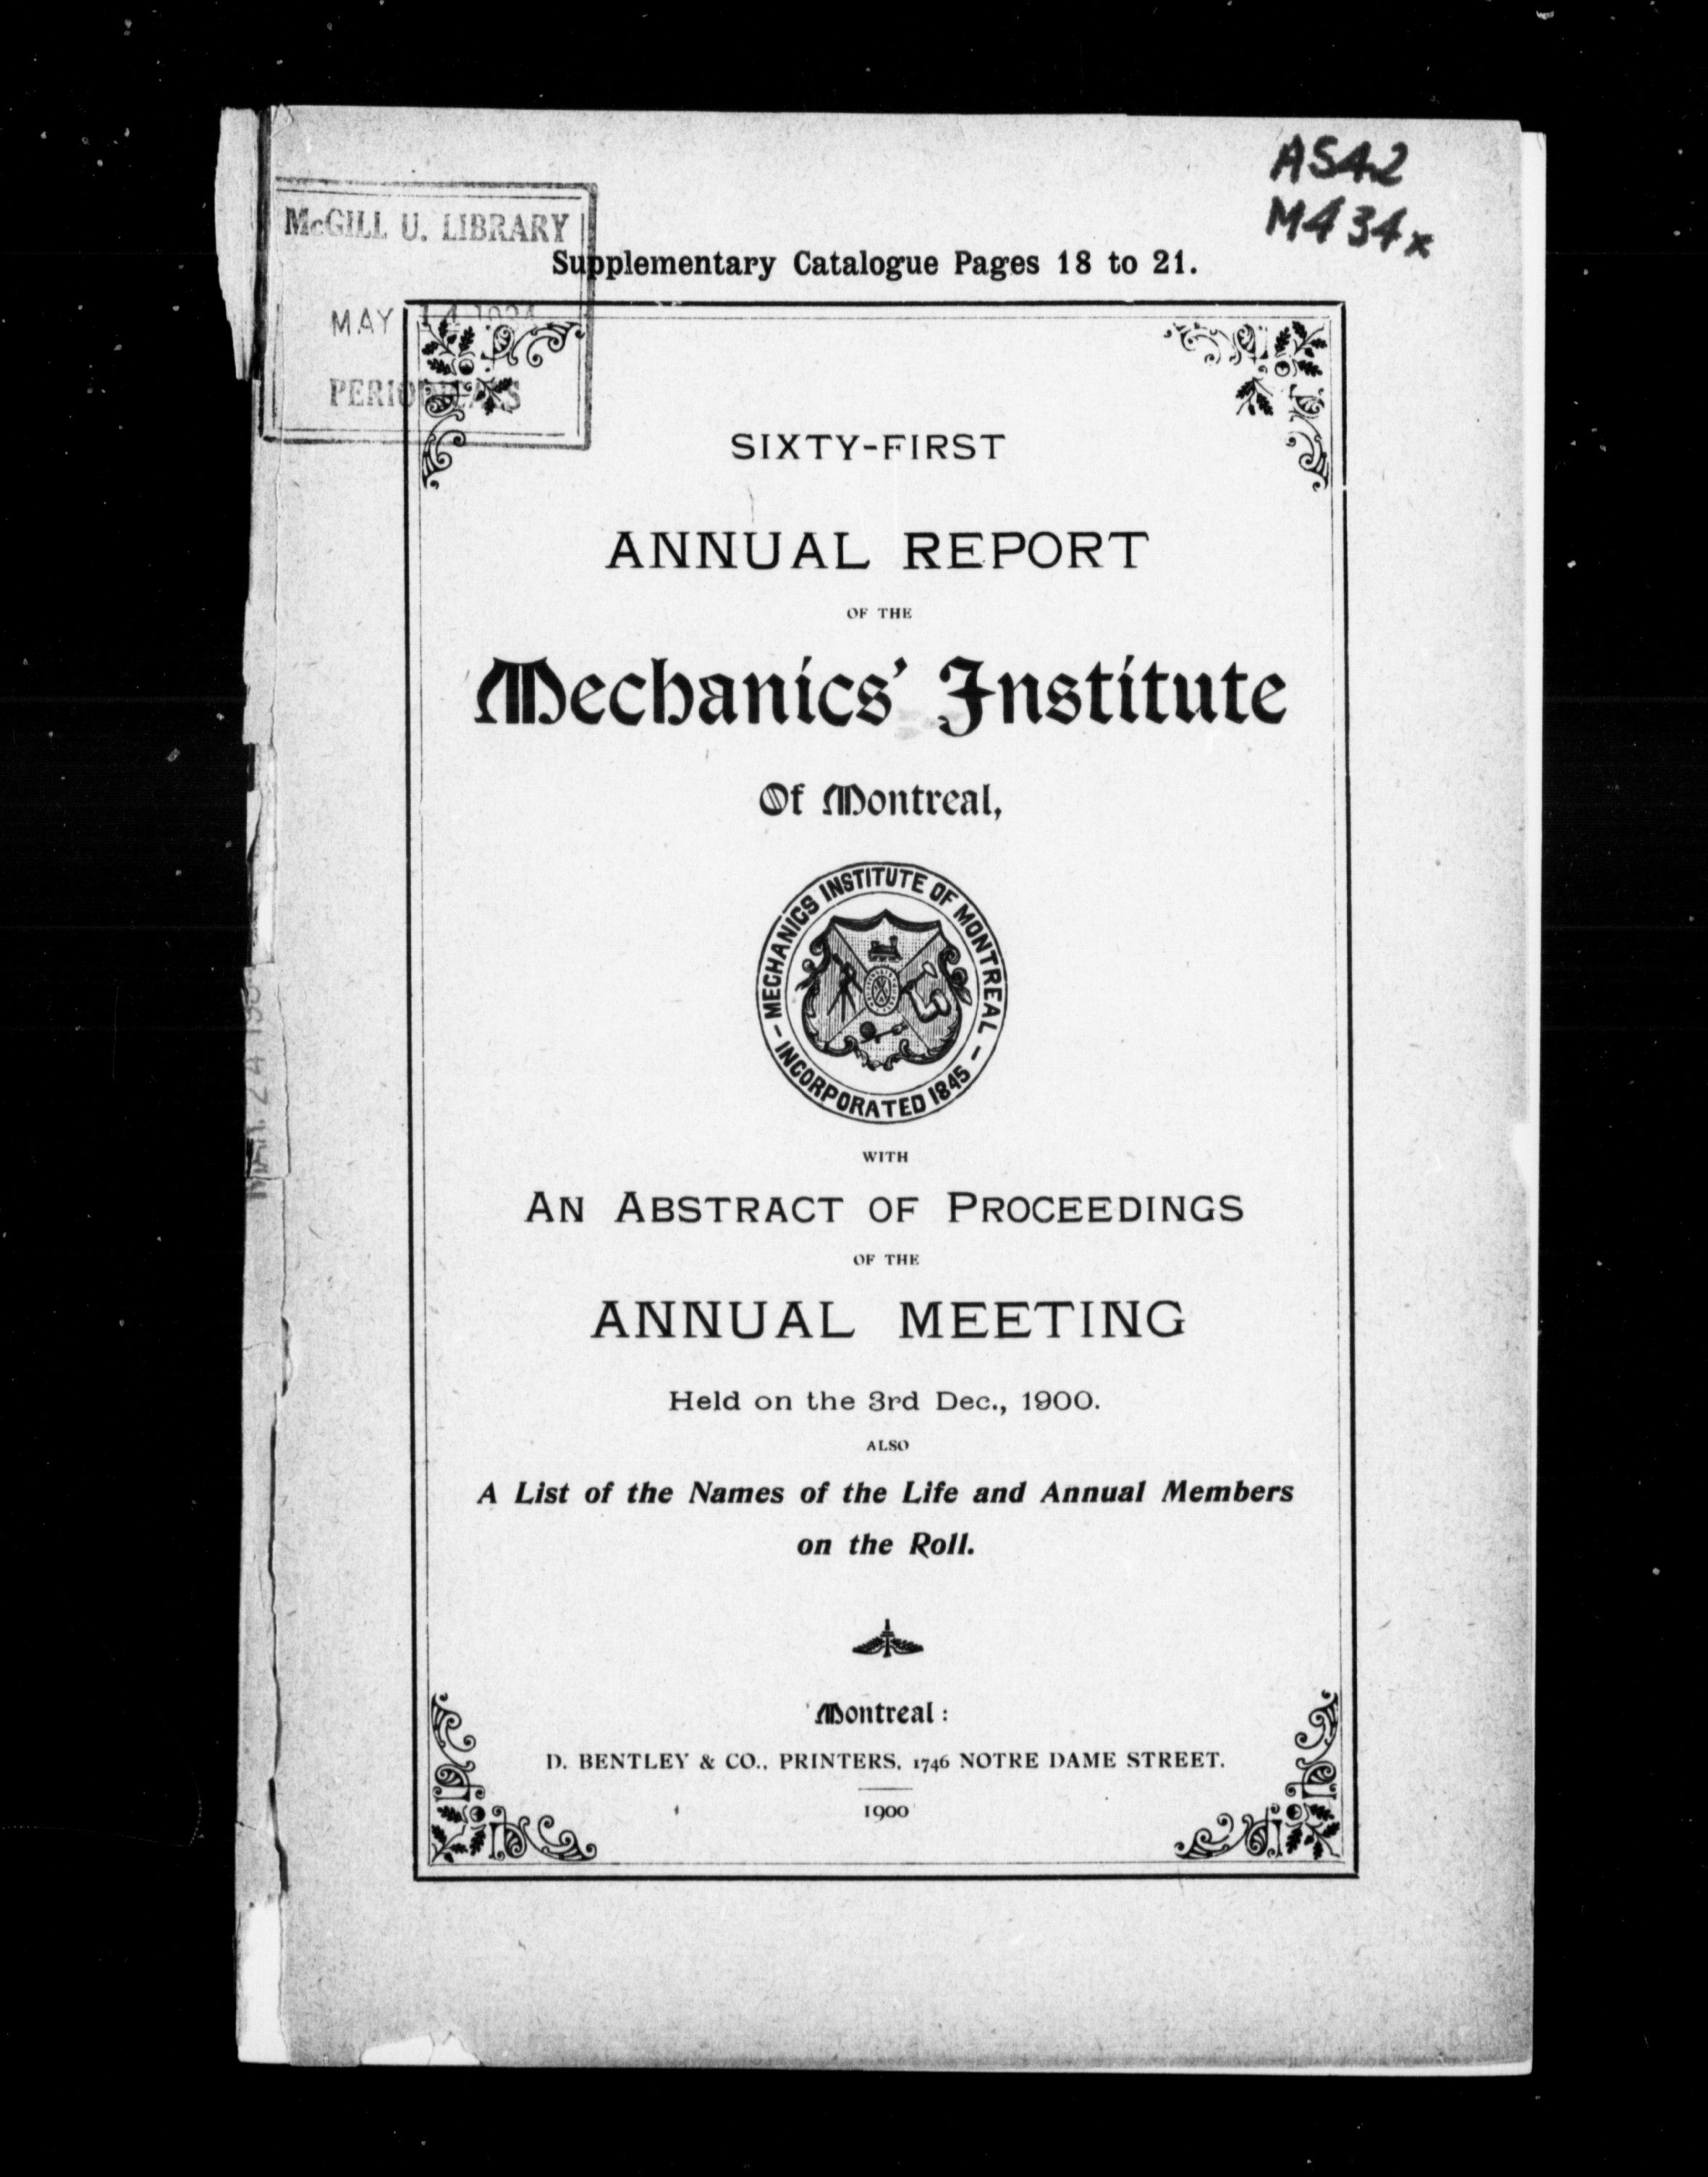 AS42
M434x
McGILL U. LIBRARY
MAY 14
PERIODICALS
Supplementary Catalogue Pages 18 to 21.
SIXTY-FIRST
ANNUAL REPORT
OF THE
Mechanics' Institute
Of Montreal,
- MECHANICS INSTITUTE OF MONTREAL -
INCORPORATED 1845
WITH
AN ABSTRACT OF PROCEEDINGS
OF THE
ANNUAL MEETING
Held on the 3rd Dec., 1900.
ALSO
A List of the Names of the Life and Annual Members
on the Roll.
Montreal:
D. BENTLEY & CO., PRINTERS, 1746 NOTRE DAME STREET.
1900